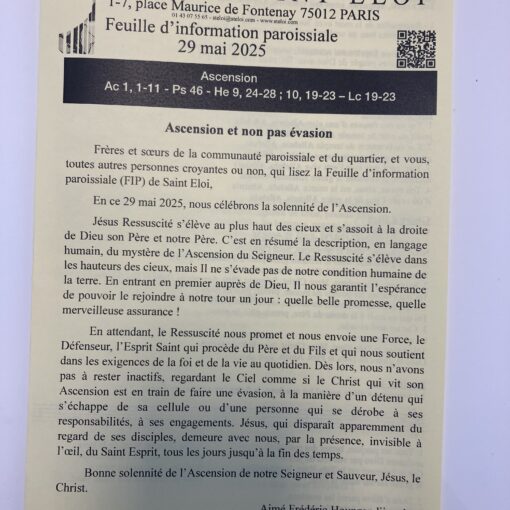 1-7, place Maurice de Fontenay 75012 PARIS
01 43 07 55 65 - steloi@steloi.com - www.steloi.com
Feuille d’information paroissiale
29 mai 2025
Ascension
Ac 1, 1-11 - Ps 46 - He 9, 24-28 ; 10, 19-23 – Lc 19-23
Ascension et non pas évasion
Frères et sœurs de la communauté paroissiale et du quartier, et vous,
toutes autres personnes croyantes ou non, qui lisez la Feuille d’information
paroissiale (FIP) de Saint Eloi,
En ce 29 mai 2025, nous célébrons la solennité de l’Ascension.
Jésus Ressuscité s’élève au plus haut des cieux et s’assoit à la droite
de Dieu son Père et notre Père. C’est en résumé la description, en langage
humain, du mystère de l’Ascension du Seigneur. Le Ressuscité s’élève dans
les hauteurs des cieux, mais Il ne s’évade pas de notre condition humaine de
la terre. En entrant en premier auprès de Dieu, Il nous garantit l’espérance
de pouvoir le rejoindre à notre tour un jour : quelle belle promesse, quelle
merveilleuse assurance !
En attendant, le Ressuscité nous promet et nous envoie une Force, le
Défenseur, l’Esprit Saint qui procède du Père et du Fils et qui nous soutient
dans les exigences de la foi et de la vie au quotidien. Dès lors, nous n’avons
pas à rester inactifs, regardant le Ciel comme si le Christ qui vit son
Ascension est en train de faire une évasion, à la manière d’un détenu qui
s’échappe de sa cellule ou d’une personne qui se dérobe à ses
responsabilités, à ses engagements. Jésus, qui disparaît apparemment du
regard de ses disciples, demeure avec nous, par la présence, invisible à
l’œil, du Saint Esprit, tous les jours jusqu’à la fin des temps.
Bonne solennité de l’Ascension de notre Seigneur et Sauveur, Jésus, le
Christ.
Aimé Frédéric